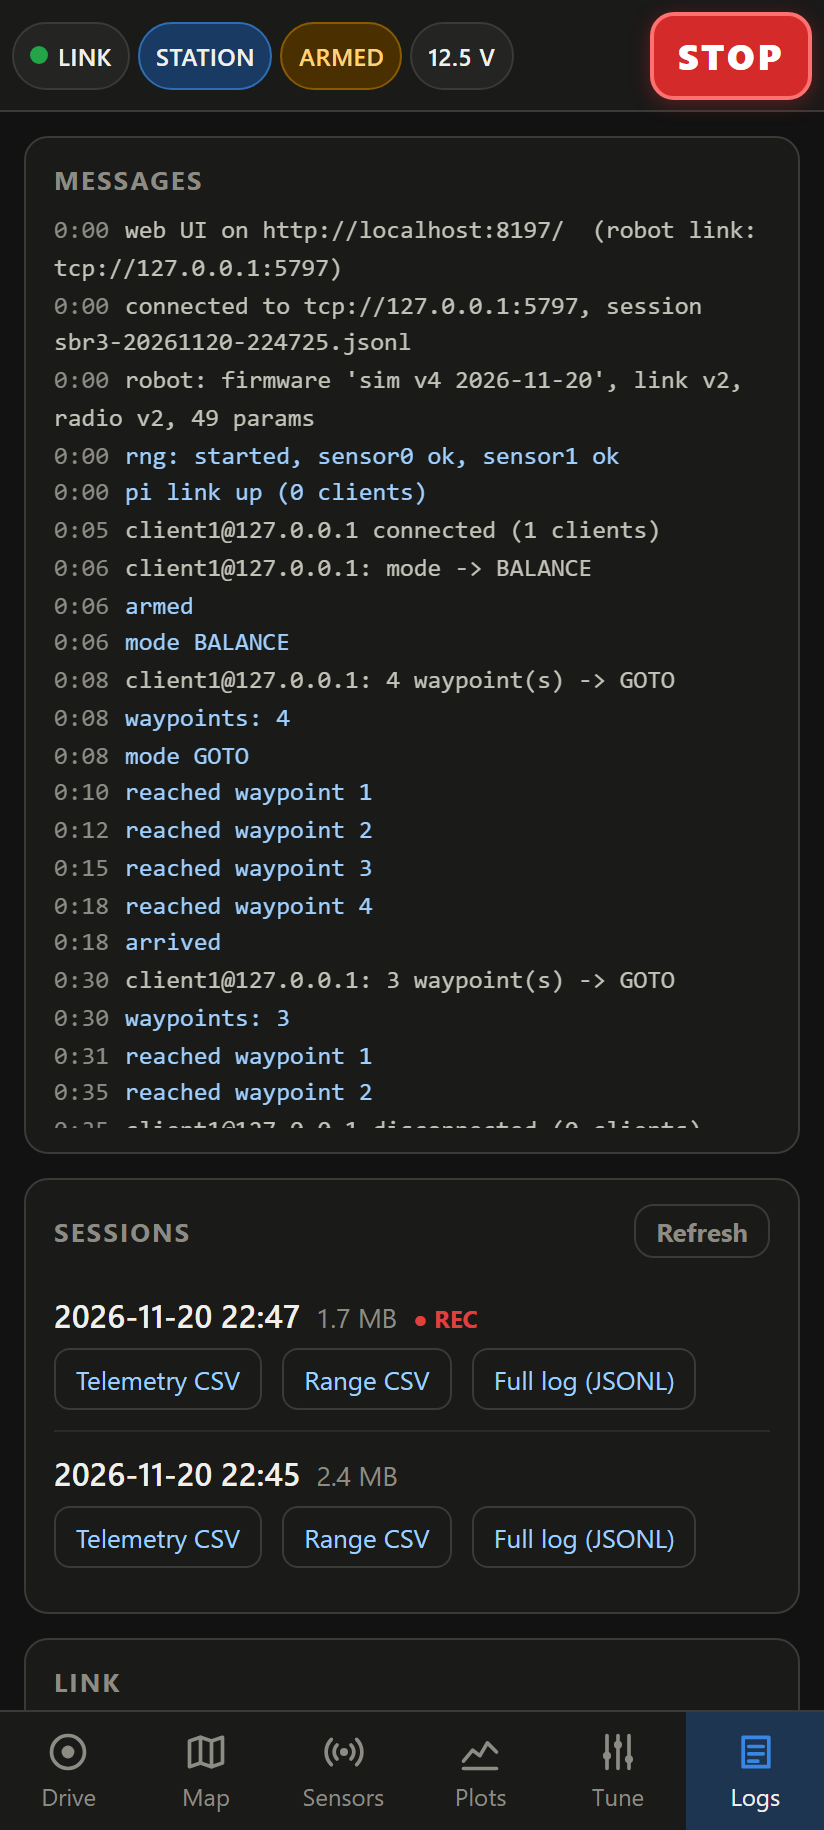 LINK STATION ARMED 12.5 V STOP
MESSAGES
0:00 web UI on http://localhost:8197/  (robot link:
tcp://127.0.0.1:5797)
0:00 connected to tcp://127.0.0.1:5797, session
sbr3-20261120-224725.jsonl
0:00 robot: firmware 'sim v4 2026-11-20', link v2,
radio v2, 49 params
0:00 rng: started, sensor0 ok, sensor1 ok
0:00 pi link up (0 clients)
0:05 client1@127.0.0.1 connected (1 clients)
0:06 client1@127.0.0.1: mode -> BALANCE
0:06 armed
0:06 mode BALANCE
0:08 client1@127.0.0.1: 4 waypoint(s) -> GOTO
0:08 waypoints: 4
0:08 mode GOTO
0:10 reached waypoint 1
0:12 reached waypoint 2
0:15 reached waypoint 3
0:18 reached waypoint 4
0:18 arrived
0:30 client1@127.0.0.1: 3 waypoint(s) -> GOTO
0:30 waypoints: 3
0:31 reached waypoint 1
0:35 reached waypoint 2
0:35 client1@127.0.0.1 disconnected (0 clients)
SESSIONS Refresh
2026-11-20 22:47 1.7 MB ● REC
Telemetry CSV Range CSV Full log (JSONL)
2026-11-20 22:45 2.4 MB
Telemetry CSV Range CSV Full log (JSONL)
LINK
Drive Map Sensors Plots Tune Logs